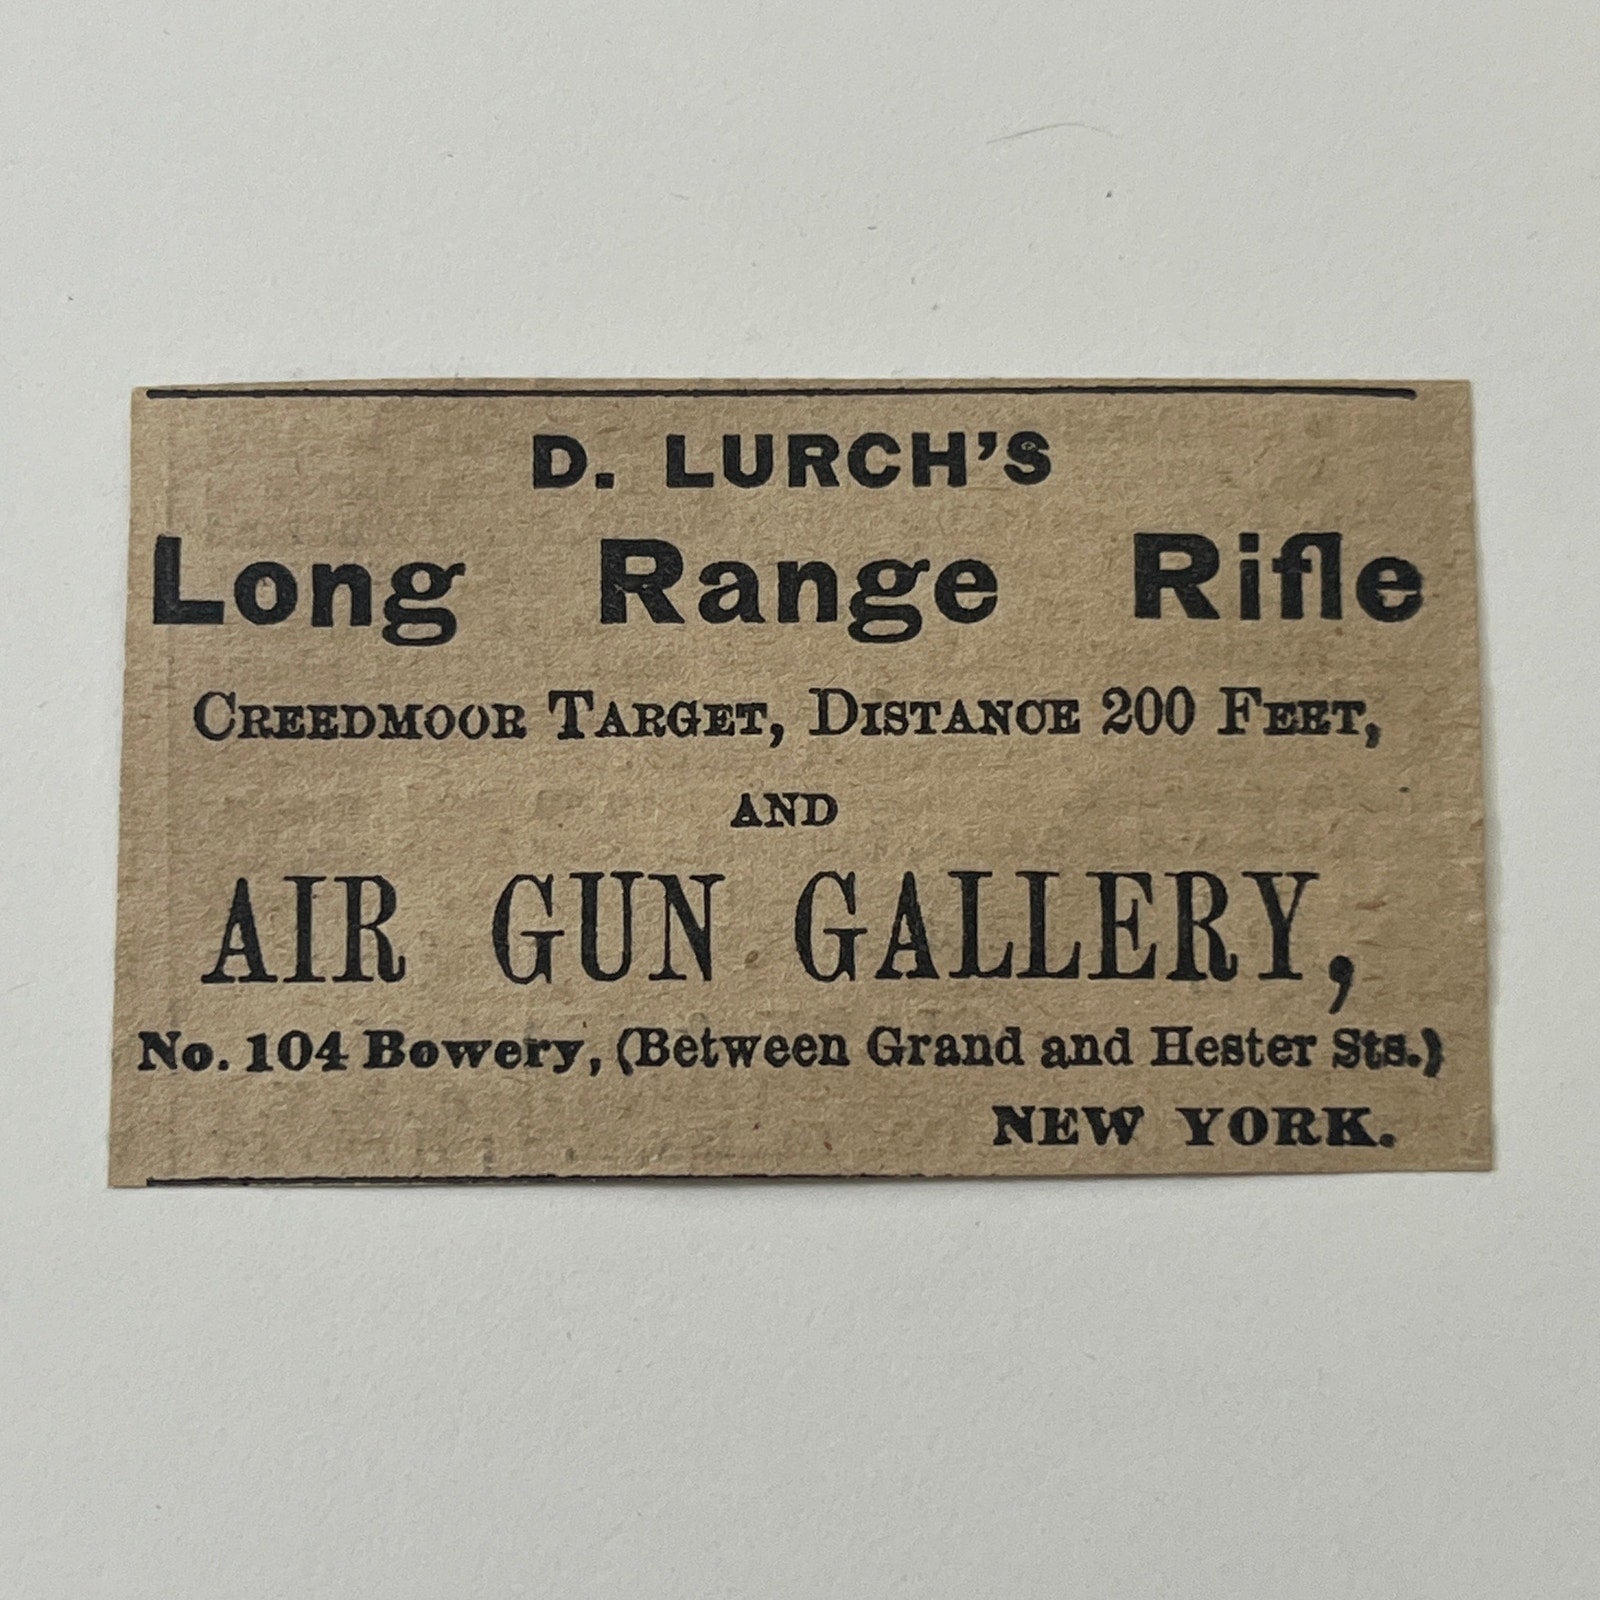 D. LURCH'S
Long Range Rifle
CREEDMOOR TARGET, DISTANCE 200 FEET,
AND
AIR GUN GALLERY,
No. 104 Bowery, (Between Grand and Hester Sts.)
NEW YORK.